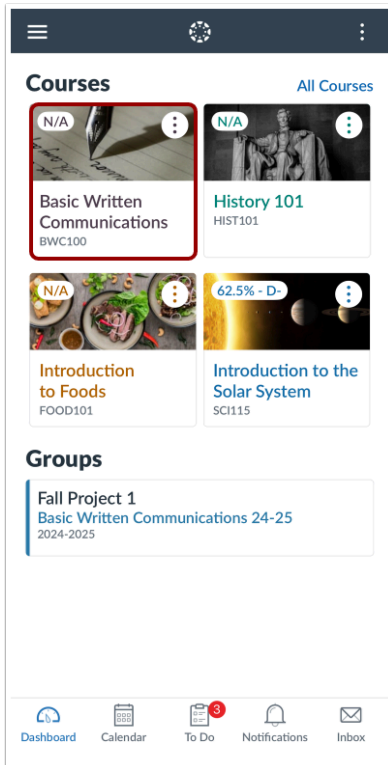 Courses
All Courses
N/A
Basic Written
Communications
BWC100
N/A
History 101
HIST101
N/A
Introduction
to Foods
FOOD101
62.5% - D-
Introduction to the
Solar System
SCI115
Groups
Fall Project 1
Basic Written Communications 24-25
2024-2025
3
Dashboard
Calendar
To Do
Notifications
Inbox